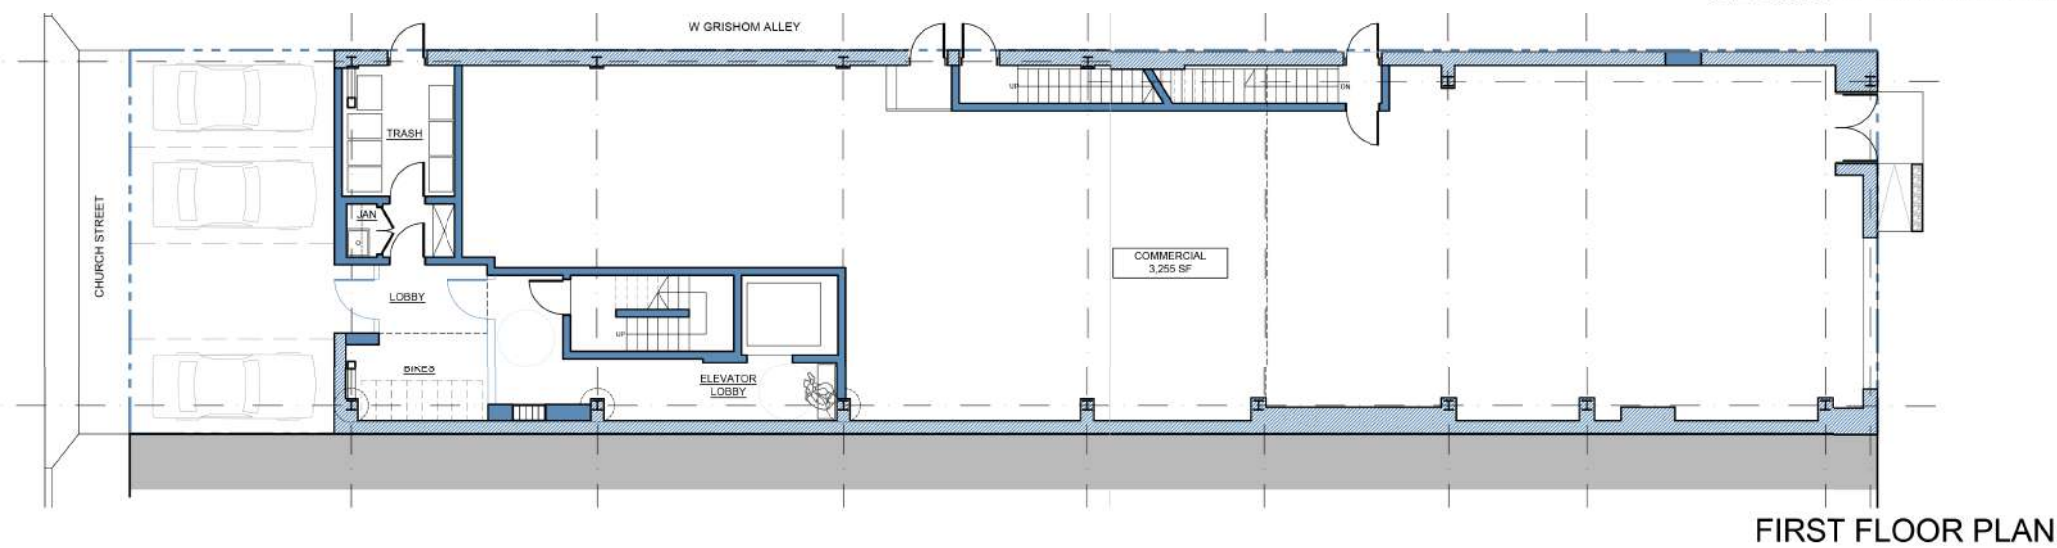 W GRISHOM ALLEY
UP
DN
TRASH
JAN
CHURCH STREET
COMMERCIAL
3,255 SF
LOBBY
UP
BIKES
ELEVATOR
LOBBY
FIRST FLOOR PLAN